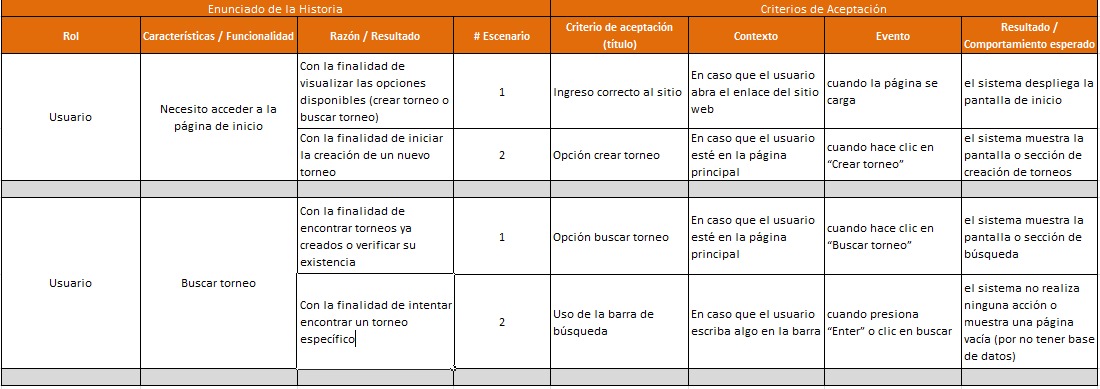 Enunciado de la Historia
Criterios de Aceptación
Rol
Características / Funcionalidad
Razón / Resultado
# Escenario
Criterio de aceptación
(título)
Contexto
Evento
Resultado /
Comportamiento esperado
Usuario
Necesito acceder a la
página de inicio
Con la finalidad de
visualizar las opciones
disponibles (crear torneo o
buscar torneo)
1
Ingreso correcto al sitio
En caso que el usuario
abra el enlace del sitio
web
cuando la página se
carga
el sistema despliega la
pantalla de inicio
Con la finalidad de iniciar
la creación de un nuevo
torneo
2
Opción crear torneo
En caso que el usuario
esté en la página
principal
cuando hace clic en
“Crear torneo”
el sistema muestra la
pantalla o sección de
creación de torneos
Usuario
Buscar torneo
Con la finalidad de
encontrar torneos ya
creados o verificar su
existencia
1
Opción buscar torneo
En caso que el usuario
esté en la página
principal
cuando hace clic en
“Buscar torneo”
el sistema muestra la
pantalla o sección de
búsqueda
Con la finalidad de intentar
encontrar un torneo
específico
2
Uso de la barra de
búsqueda
En caso que el usuario
escriba algo en la barra
cuando presiona
“Enter” o clic en buscar
el sistema no realiza
ninguna acción o
muestra una página
vacía (por no tener base
de datos)